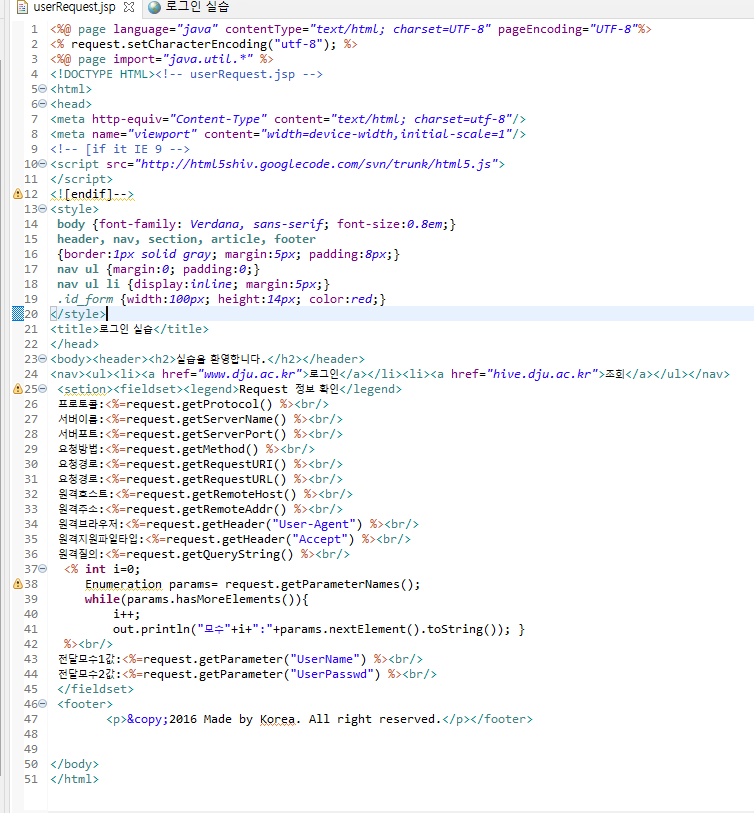 userRequest.jsp 로그인 실습
1 <%@ page language="java" contentType="text/html; charset=UTF-8" pageEncoding="UTF-8"%>
2 <% request.setCharacterEncoding("utf-8"); %>
3 <%@ page import="java.util.*" %>
4 <!DOCTYPE HTML><!-- userRequest.jsp -->
5 <html>
6 <head>
7 <meta http-equiv="Content-Type" content="text/html; charset=utf-8"/>
8 <meta name="viewport" content="width=device-width,initial-scale=1"/>
9 <!-- [if it IE 9 -->
10 <script src="http://html5shiv.googlecode.com/svn/trunk/html5.js">
11 </script>
12 <![endif]-->
13 <style>
14 body {font-family: Verdana, sans-serif; font-size:0.8em;}
15 header, nav, section, article, footer
16 {border:1px solid gray; margin:5px; padding:8px;}
17 nav ul {margin:0; padding:0;}
18 nav ul li {display:inline; margin:5px;}
19 .id_form {width:100px; height:14px; color:red;}
20 </style>
21 <title>로그인 실습</title>
22 </head>
23 <body><header><h2>실습을 환영합니다.</h2></header>
24 <nav><ul><li><a href="www.dju.ac.kr">로그인</a></li><li><a href="hive.dju.ac.kr">조회</a></ul></nav>
25 <setion><fieldset><legend>Request 정보 확인</legend>
26 프로토콜:<%=request.getProtocol() %><br/>
27 서버이름:<%=request.getServerName() %><br/>
28 서버포트:<%=request.getServerPort() %><br/>
29 요청방법:<%=request.getMethod() %><br/>
30 요청경로:<%=request.getRequestURI() %><br/>
31 요청경로:<%=request.getRequestURL() %><br/>
32 원격호스트:<%=request.getRemoteHost() %><br/>
33 원격주소:<%=request.getRemoteAddr() %><br/>
34 원격브라우저:<%=request.getHeader("User-Agent") %><br/>
35 원격지원파일타입:<%=request.getHeader("Accept") %><br/>
36 원격질의:<%=request.getQueryString() %><br/>
37 <% int i=0;
38 Enumeration params= request.getParameterNames();
39 while(params.hasMoreElements()){
40 i++;
41 out.println("모수"+i+":"+params.nextElement().toString()); }
42 %><br/>
43 전달모수1값:<%=request.getParameter("UserName") %><br/>
44 전달모수2값:<%=request.getParameter("UserPasswd") %><br/>
45 </fieldset>
46 <footer>
47 <p>&copy;2016 Made by Korea. All right reserved.</p></footer>
48
49
50 </body>
51 </html>